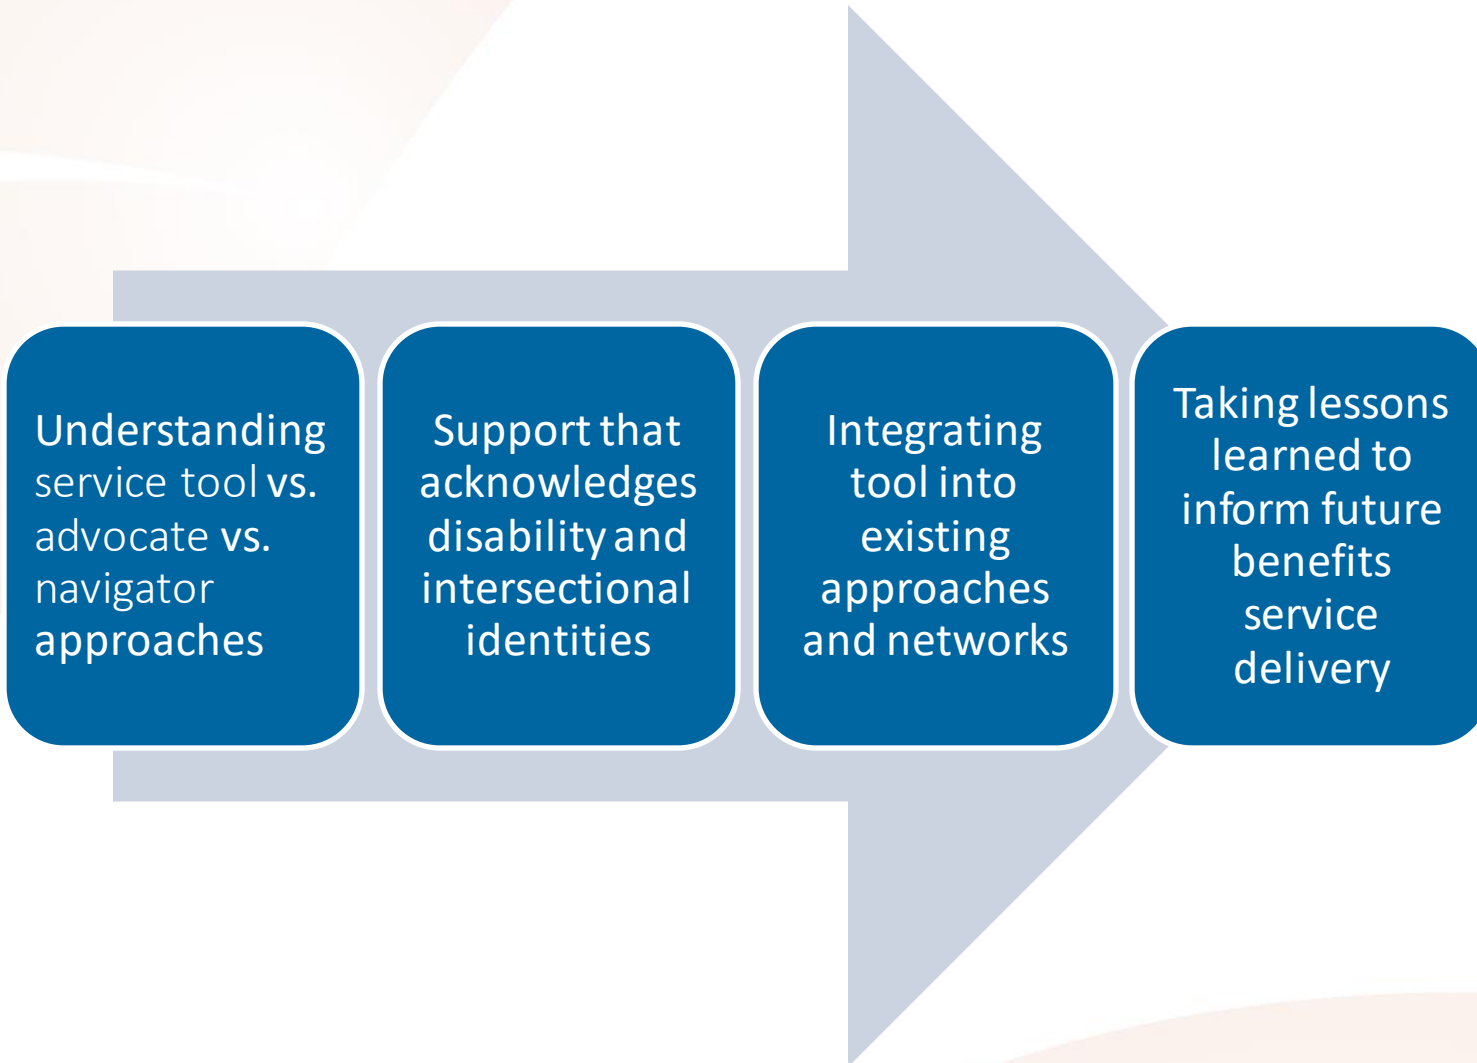 Understanding
service tool vs.
advocate vs.
navigator
approaches
Support that
acknowledges
disability and
intersectional
identities
Integrating
tool into
existing
approaches
and networks
Taking lessons
learned to
inform future
benefits
service
delivery